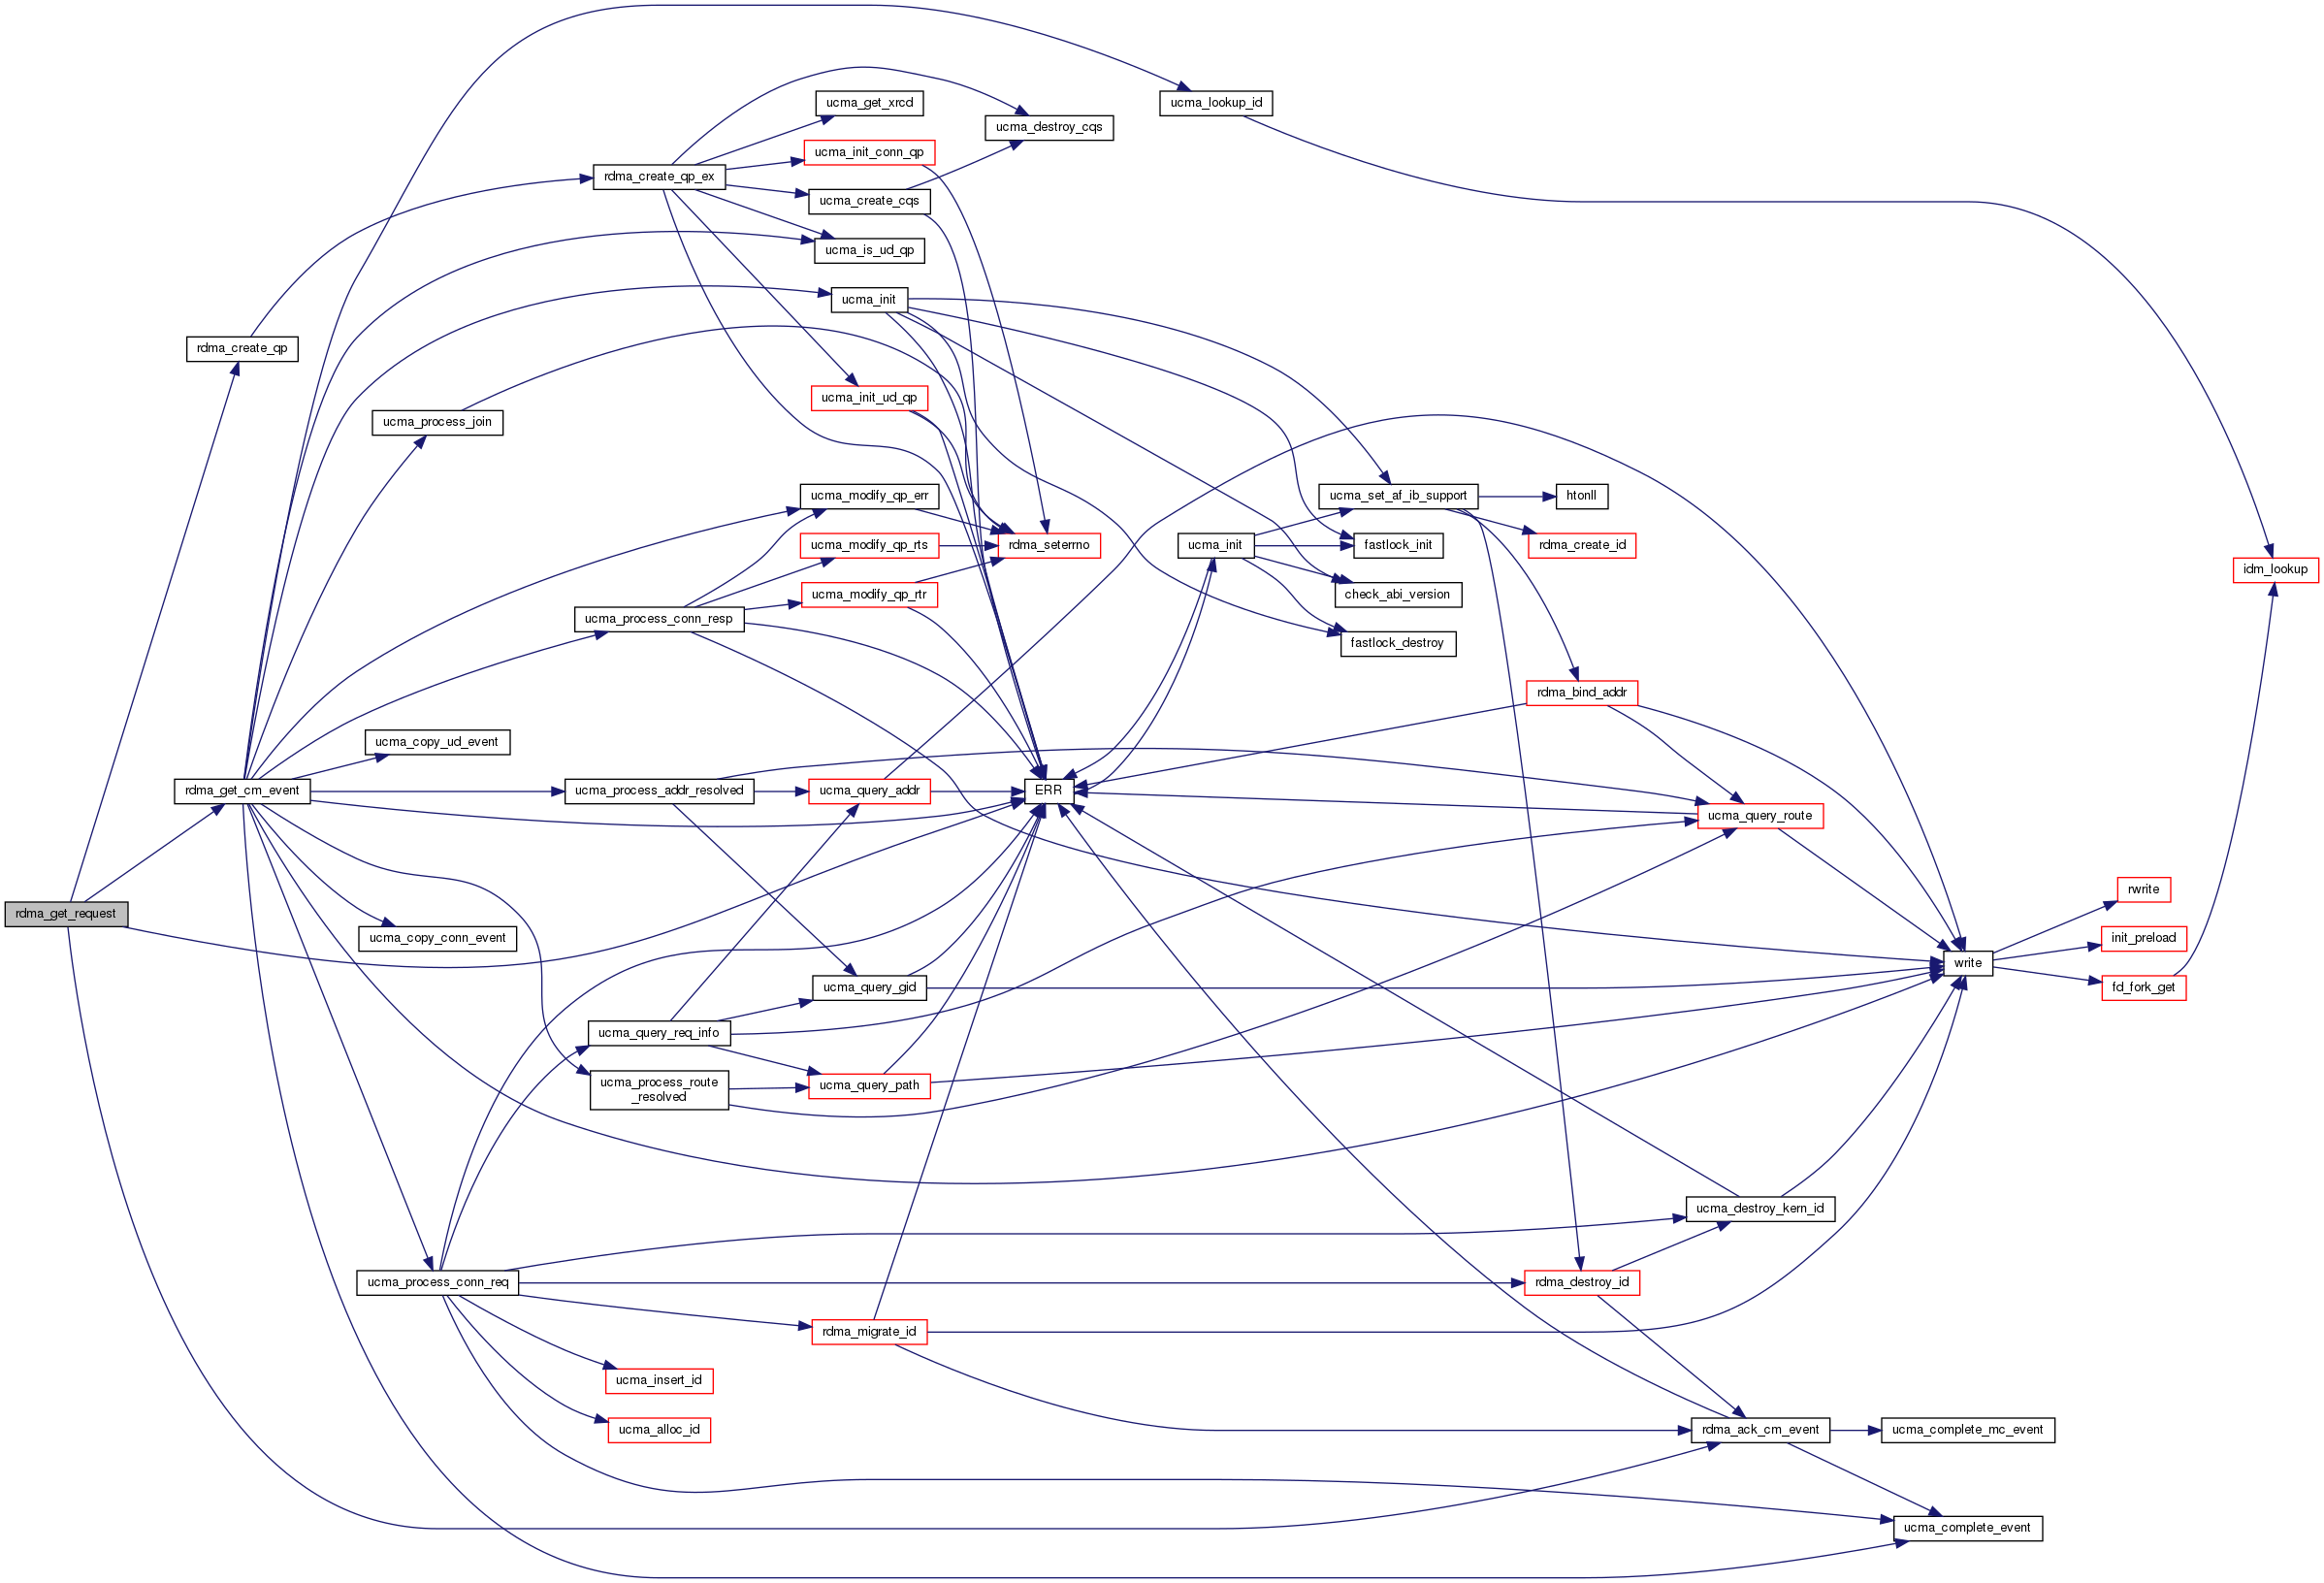 ucma_lookup_id
ucma_get_xrcd
ucma_destroy_cqs
ucma_init_conn_qp
rdma_create_qp_ex
ucma_create_cqs
ucma_is_ud_qp
ucma_init
rdma_create_qp
ucma_init_ud_qp
ucma_process_join
ucma_modify_qp_err
ucma_set_af_ib_support
htonll
ucma_modify_qp_rts
rdma_seterrno
ucma_init
fastlock_init
rdma_create_id
idm_lookup
ucma_modify_qp_rtr
check_abi_version
ucma_process_conn_resp
fastlock_destroy
rdma_bind_addr
ucma_copy_ud_event
rdma_get_cm_event
ucma_process_addr_resolved
ucma_query_addr
ERR
ucma_query_route
rwrite
rdma_get_request
ucma_copy_conn_event
init_preload
write
ucma_query_gid
fd_fork_get
ucma_query_req_info
ucma_process_route
_resolved
ucma_query_path
ucma_destroy_kern_id
ucma_process_conn_req
rdma_destroy_id
rdma_migrate_id
ucma_insert_id
ucma_alloc_id
rdma_ack_cm_event
ucma_complete_mc_event
ucma_complete_event